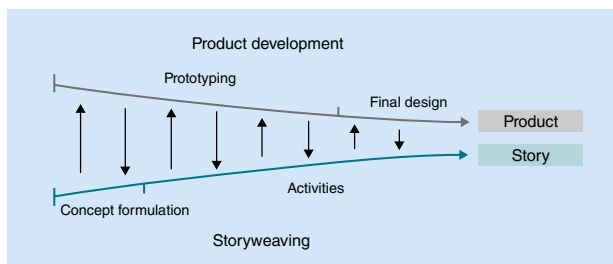 Product development
Prototyping
Final design
Product
Story
Activities
Concept formulation
Storyweaving